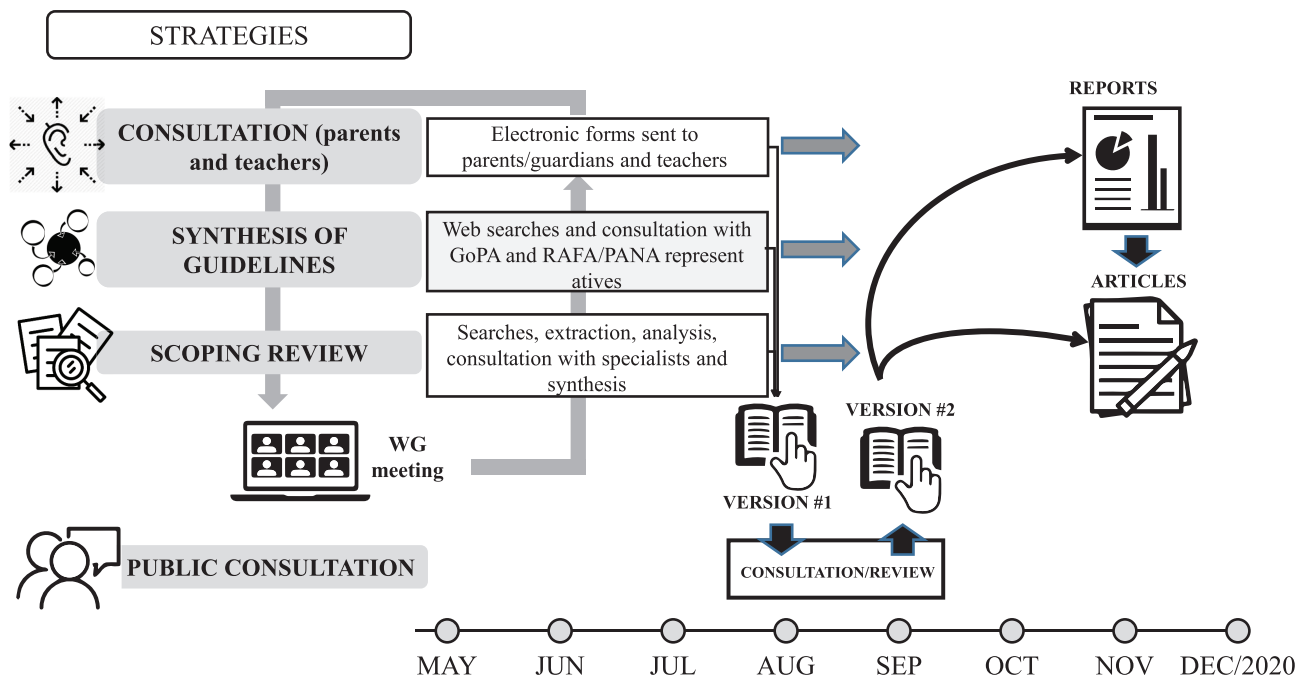 STRATEGIES
REPORTS
CONSULTATION (parents
and teachers)
Electronic forms sent to
parents/guardians and teachers
SYNTHESIS OF
GUIDELINES
Web searches and consultation with
GoPA and RAFA/PANA represent
atives
ARTICLES
SCOPING REVIEW
Searches, extraction, analysis,
consultation with specialists and
synthesis
WG
meeting
VERSION #2
VERSION #1
PUBLIC CONSULTATION
CONSULTATION/REVIEW
MAY JUN JUL AUG SEP OCT NOV DEC/2020